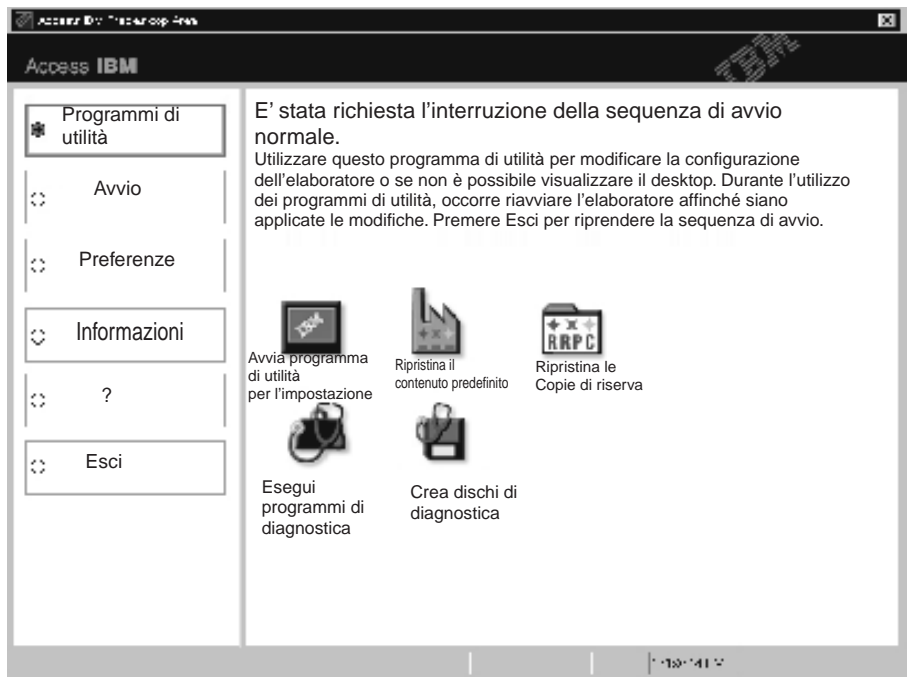 Access IBM
IBM
Programmi di
utilità
Avvio
Preferenze
Informazioni
?
Esci
E' stata richiesta l'interruzione della sequenza di avvio
normale.
Utilizzare questo programma di utilità per modificare la configurazione
dell'elaboratore o se non è possibile visualizzare il desktop. Durante l'utilizzo
dei programmi di utilità, occorre riavviare l'elaboratore affinché siano
applicate le modifiche. Premere Esci per riprendere la sequenza di avvio.
Avvia programma
di utilità
per l'impostazione
Ripristina il
contenuto predefinito
RRPC
Ripristina le
Copie di riserva
Esegui
programmi di
diagnostica
Crea dischi di
diagnostica